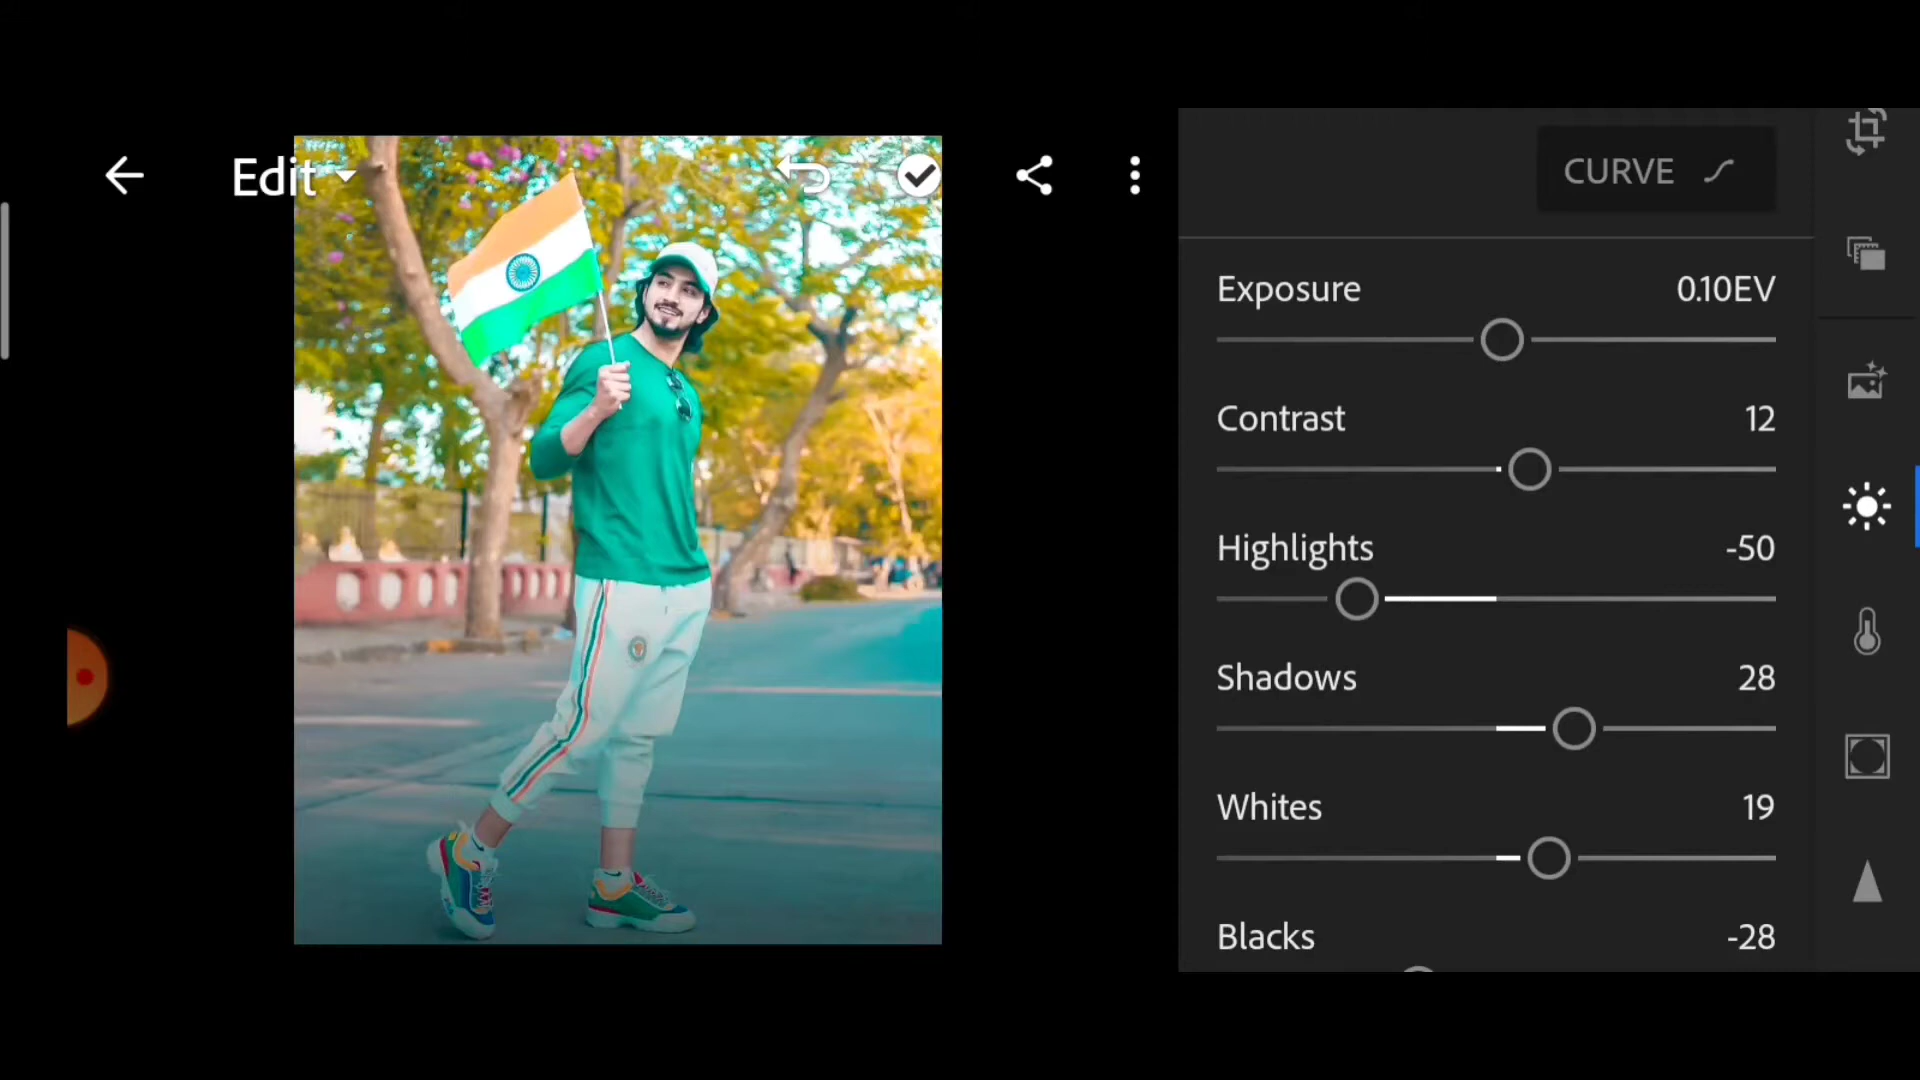 Edit
CURVE
Exposure 0.10EV
Contrast 12
Highlights -50
Shadows 28
Whites 19
Blacks -28